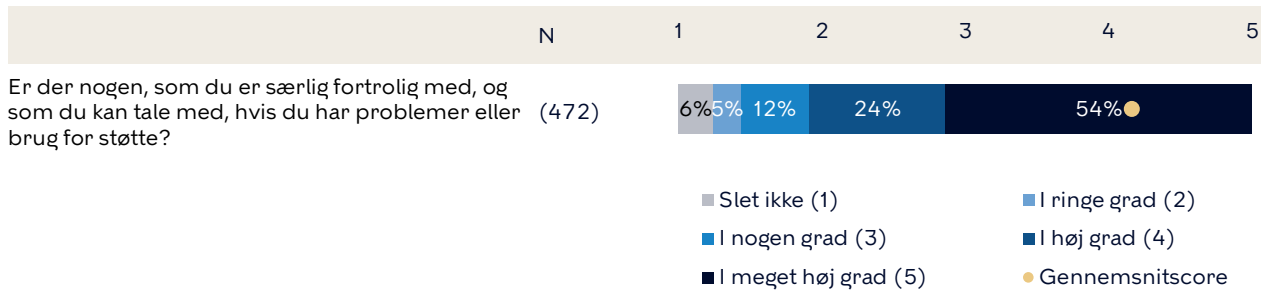 N 1 2 3 4 5
Er der nogen, som du er særlig fortrolig med, og
som du kan tale med, hvis du har problemer eller
brug for støtte?
(472) 6% 5% 12% 24% 54%
Slet ikke (1) I ringe grad (2)
I nogen grad (3) I høj grad (4)
I meget høj grad (5) Gennemsnitscore